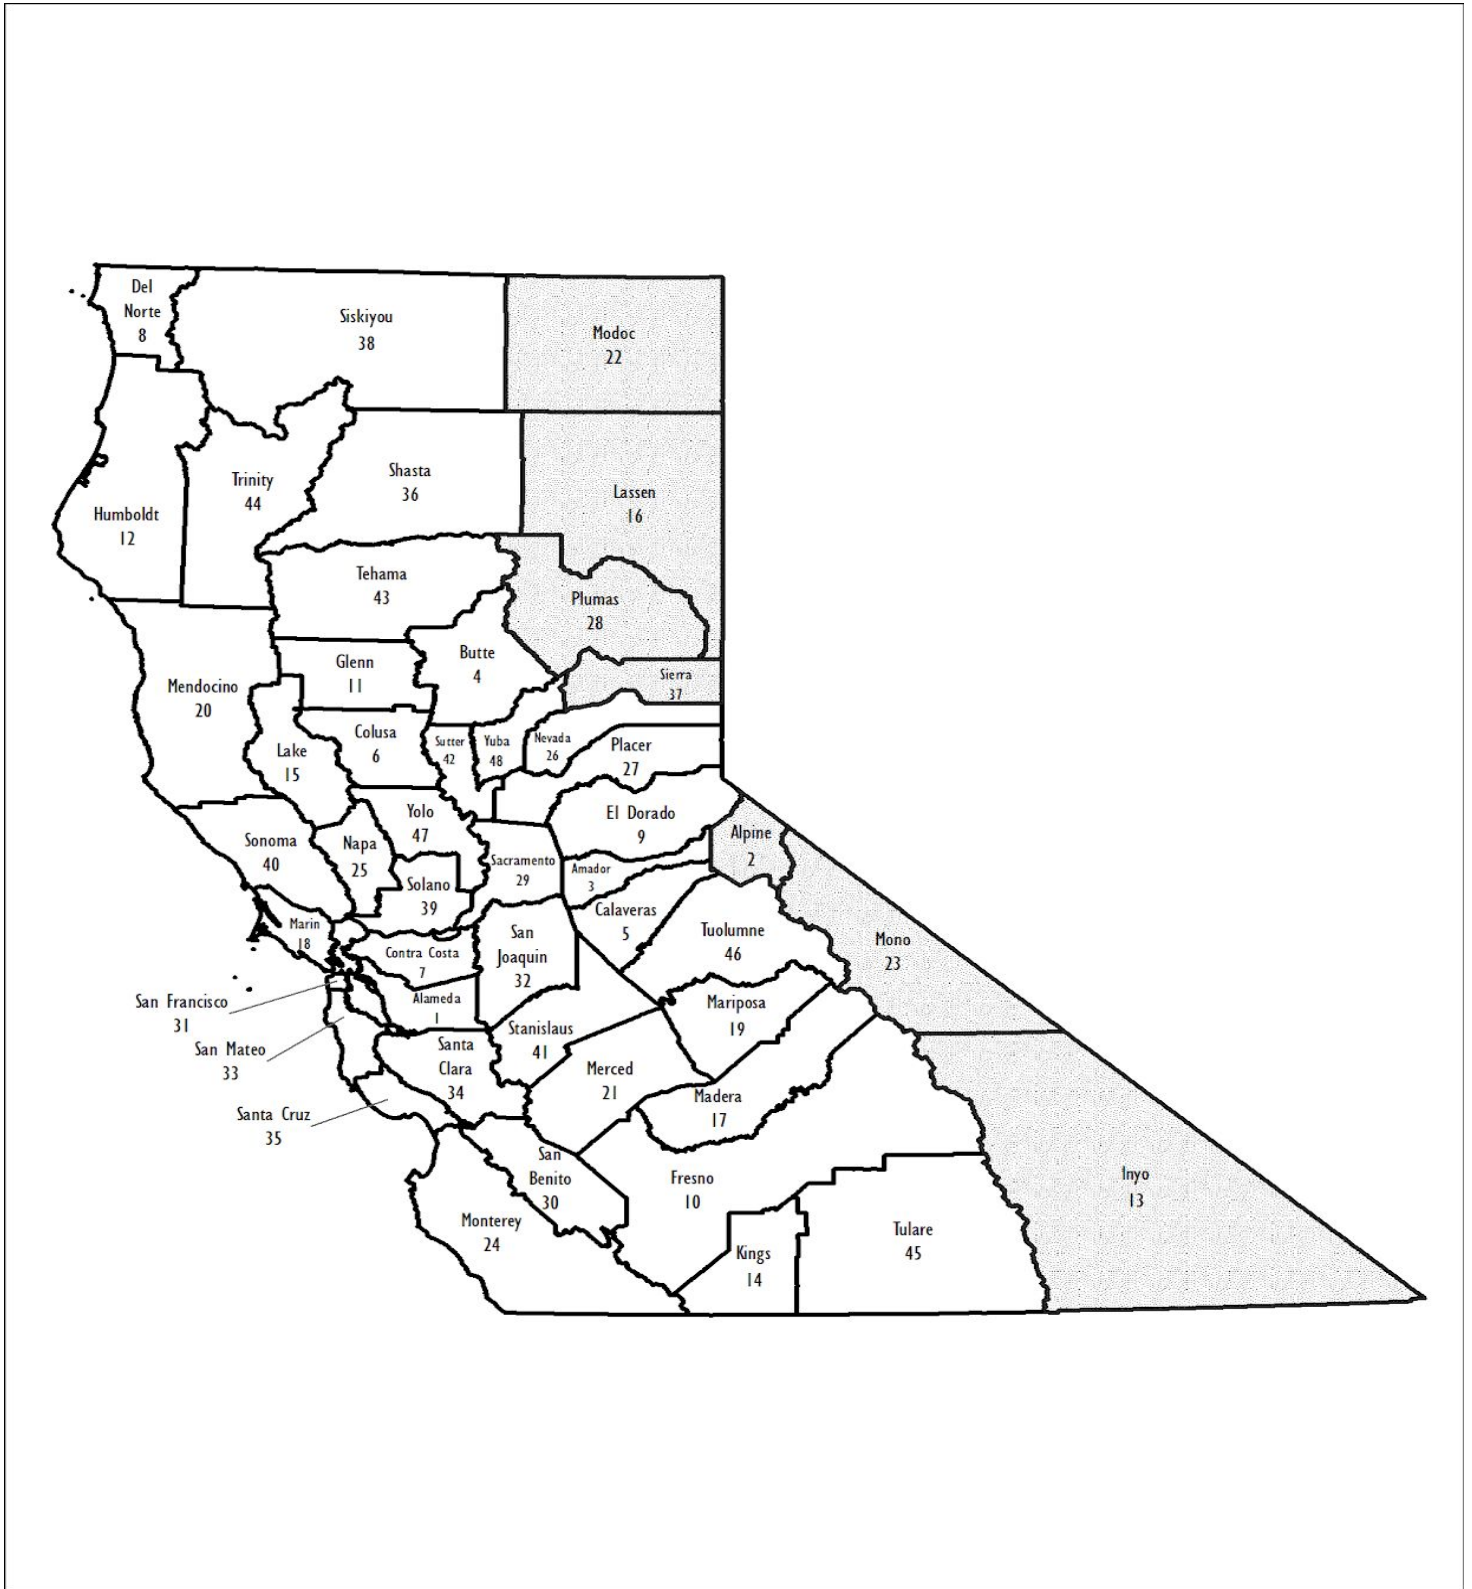 Del
Norte
8
Siskiyou
38
Modoc
22
Humboldt
12
Trinity
44
Shasta
36
Lassen
16
Tehama
43
Plumas
28
Mendocino
20
Glenn
11
Butte
4
Sierra
37
Lake
15
Colusa
6
Sutter
42
Yuba
48
Nevada
26
Placer
27
Sonoma
40
Napa
25
Yolo
47
El Dorado
9
Alpine
2
Solano
39
Sacramento
29
Amador
3
Marin
18
Contra Costa
7
San
Joaquin
32
Calaveras
5
Tuolumne
46
Mono
23
San Francisco
31
Alameda
1
Stanislaus
41
Mariposa
19
San Mateo
33
Santa
Clara
34
Merced
21
Madera
17
Santa Cruz
35
San
Benito
30
Fresno
10
Inyo
13
Monterey
24
Kings
14
Tulare
45